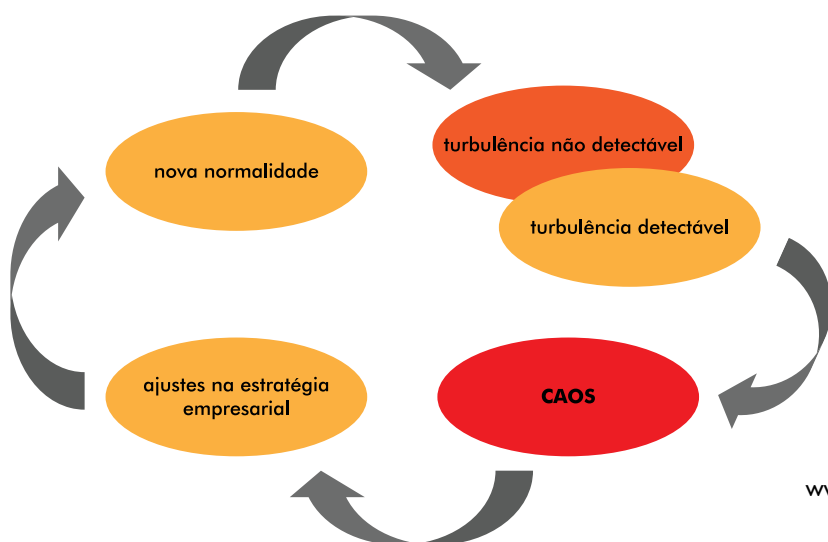 nova normalidade
turbulência não detectável
turbulência detectável
ajustes na estratégia
empresarial
CAOS